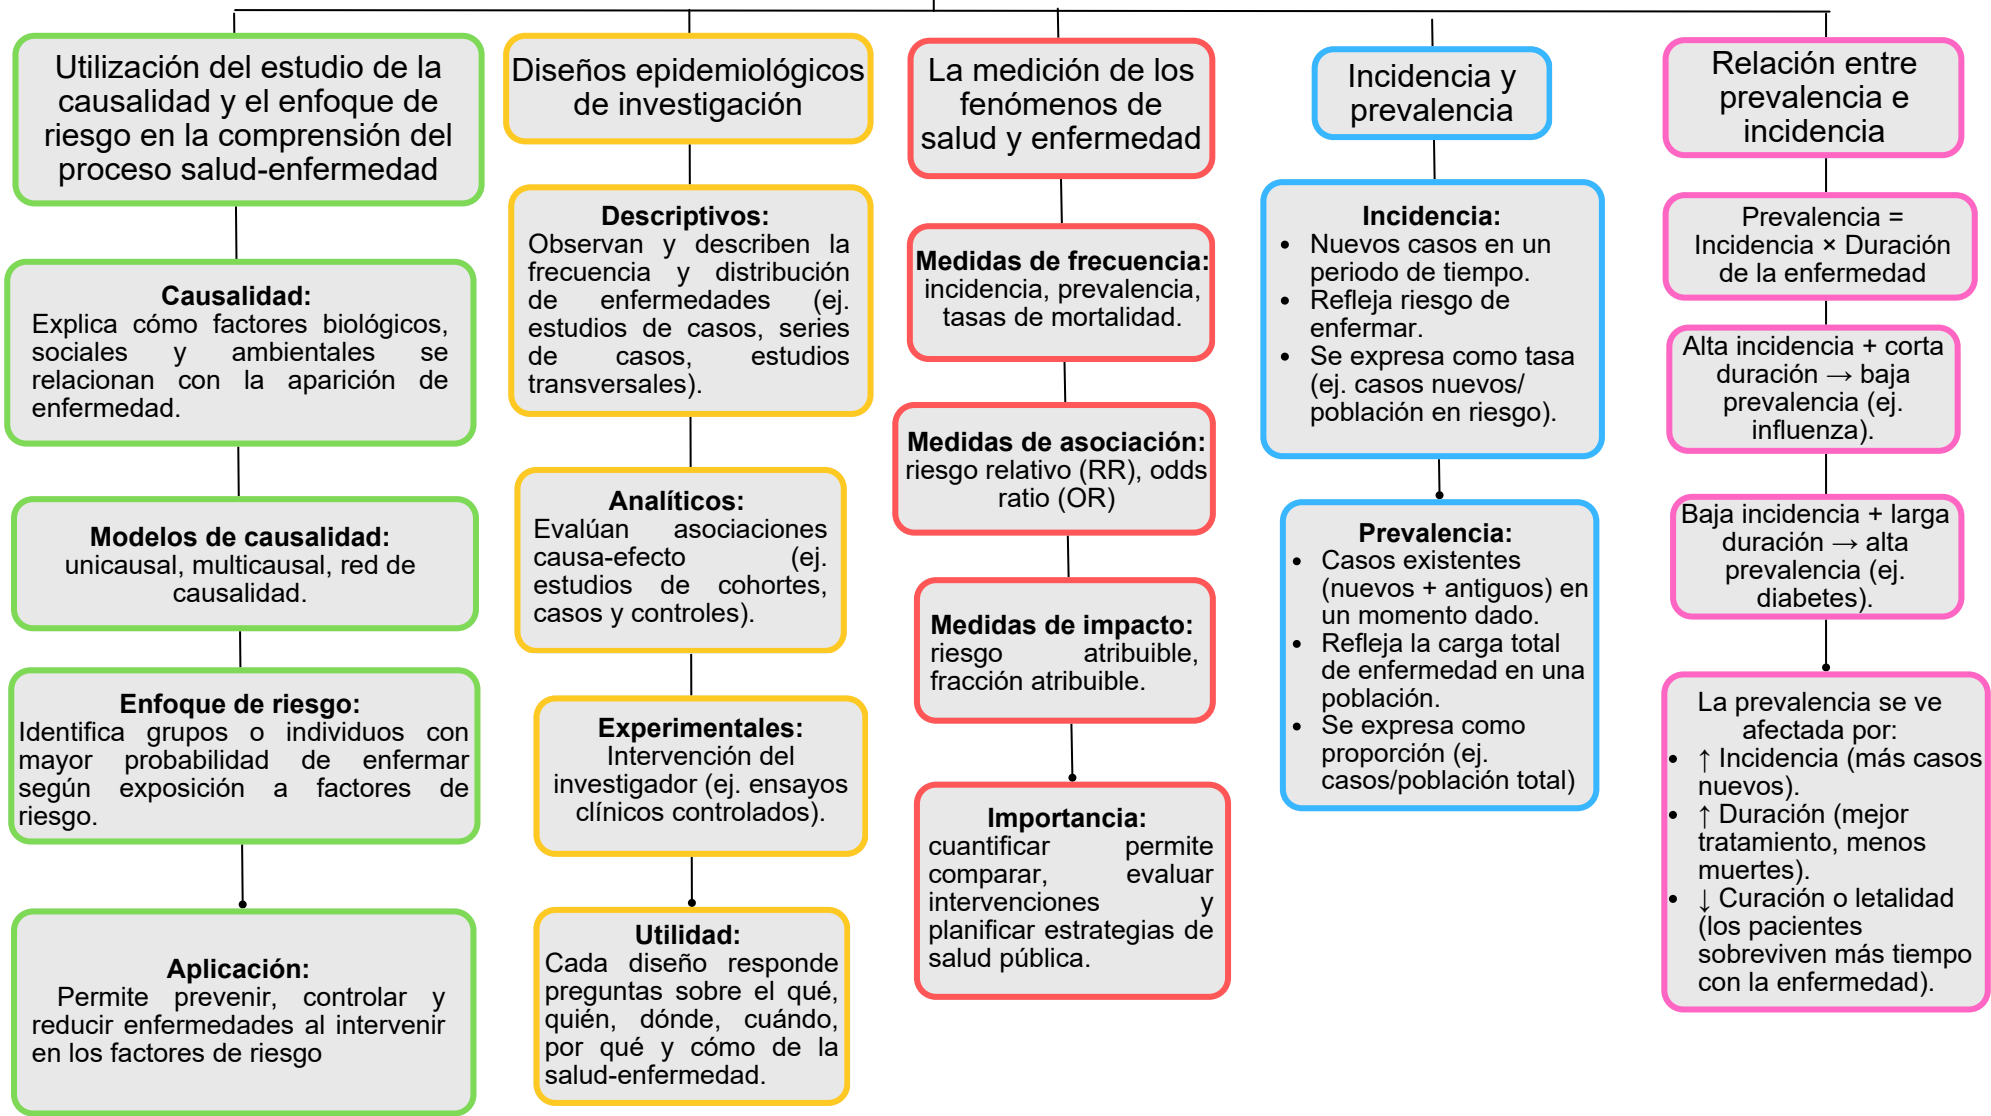 Utilización del estudio de la
causalidad y el enfoque de
riesgo en la comprensión del
proceso salud-enfermedad
Causalidad:
Explica cómo factores biológicos,
sociales y ambientales se
relacionan con la aparición de
enfermedad.
Modelos de causalidad:
unicausal, multicausal, red de
causalidad.
Enfoque de riesgo:
Identifica grupos o individuos con
mayor probabilidad de enfermar
según exposición a factores de
riesgo.
Aplicación:
Permite prevenir, controlar y
reducir enfermedades al intervenir
en los factores de riesgo
Diseños epidemiológicos
de investigación
Descriptivos:
Observan y describen la
frecuencia y distribución
de enfermedades (ej.
estudios de casos, series
de casos, estudios
transversales).
Analíticos:
Evalúan asociaciones
causa-efecto (ej.
estudios de cohortes,
casos y controles).
Experimentales:
Intervención del
investigador (ej. ensayos
clínicos controlados).
Utilidad:
Cada diseño responde
preguntas sobre el qué,
quién, dónde, cuándo,
por qué y cómo de la
salud-enfermedad.
La medición de los
fenómenos de
salud y enfermedad
Medidas de frecuencia:
incidencia, prevalencia,
tasas de mortalidad.
Medidas de asociación:
riesgo relativo (RR), odds
ratio (OR)
Medidas de impacto:
riesgo atribuible,
fracción atribuible.
Importancia:
cuantificar permite
comparar, evaluar
intervenciones y
planificar estrategias de
salud pública.
Incidencia y
prevalencia
Incidencia:
• Nuevos casos en un
periodo de tiempo.
• Refleja riesgo de
enfermar.
• Se expresa como tasa
(ej. casos nuevos/
población en riesgo).
Prevalencia:
• Casos existentes
(nuevos + antiguos) en
un momento dado.
• Refleja la carga total
de enfermedad en una
población.
• Se expresa como
proporción (ej.
casos/población total)
Relación entre
prevalencia e
incidencia
Prevalencia =
Incidencia × Duración
de la enfermedad
Alta incidencia + corta
duración → baja
prevalencia (ej.
influenza).
Baja incidencia + larga
duración → alta
prevalencia (ej.
diabetes).
La prevalencia se ve
afectada por:
• ↑ Incidencia (más casos
nuevos).
• ↑ Duración (mejor
tratamiento, menos
muertes).
• ↓ Curación o letalidad
(los pacientes
sobreviven más tiempo
con la enfermedad).